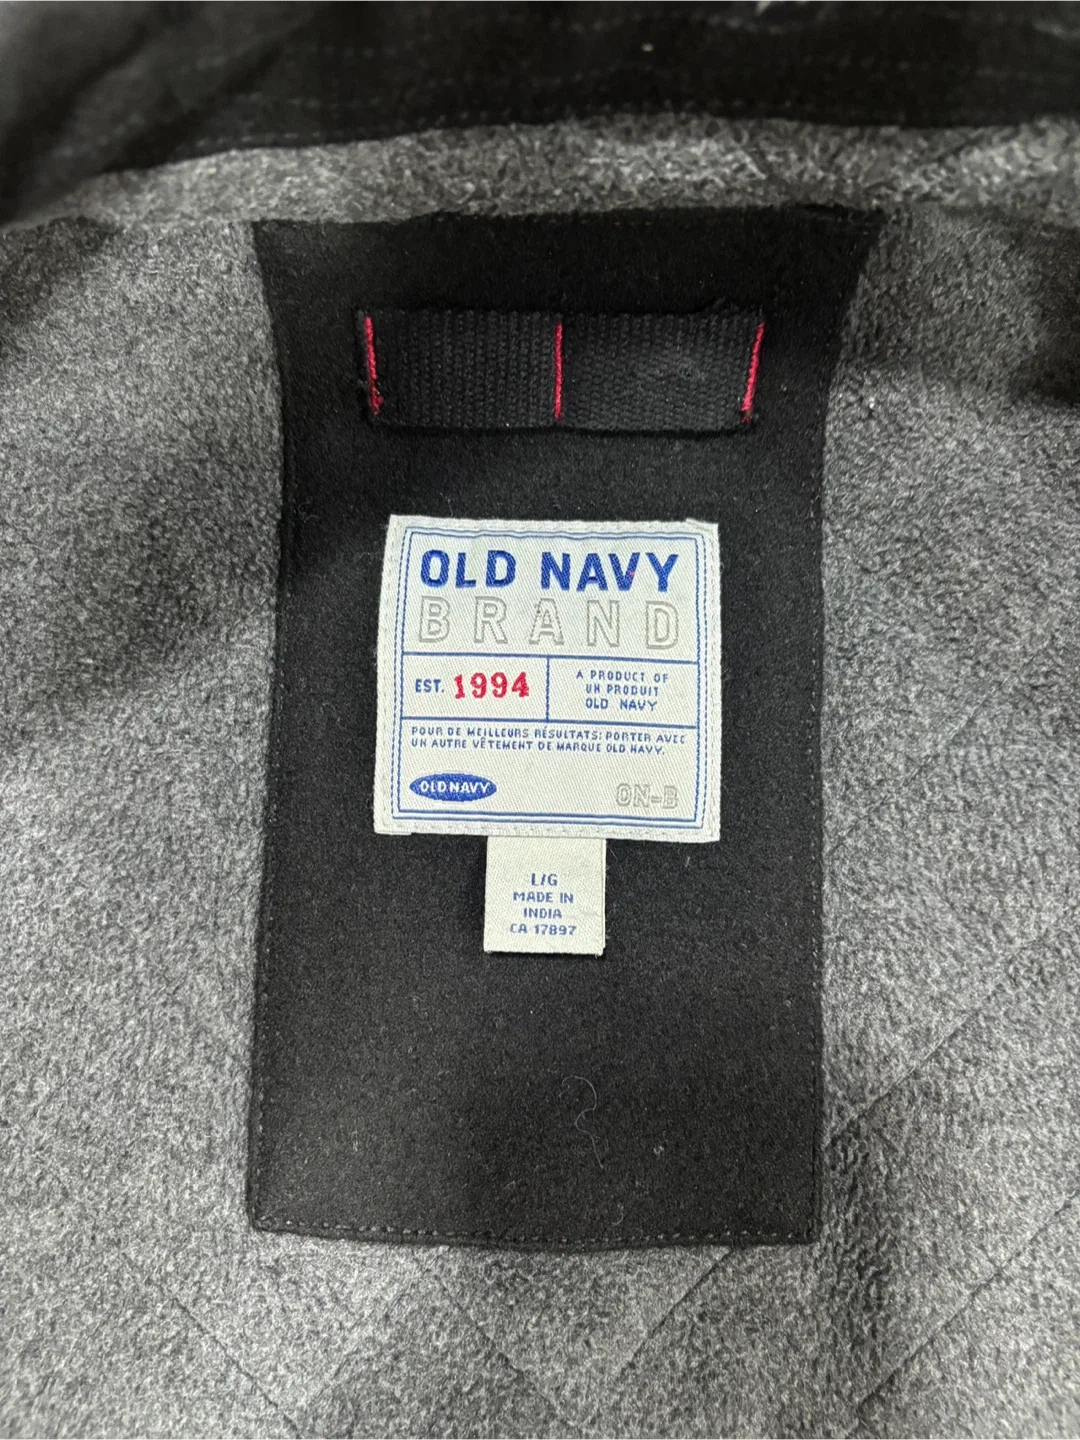 OLD NAVY
BRAND
EST. 1994
A PRODUCT OF
UN PRODUIT
OLD NAVY
POUR DE MEILLEURS RÉSULTATS: PORTER AVEC
UN AUTRE VÊTEMENT DE MARQUE OLD NAVY.
OLD NAVY
ON-B
L/G
MADE IN
INDIA
CA 17897